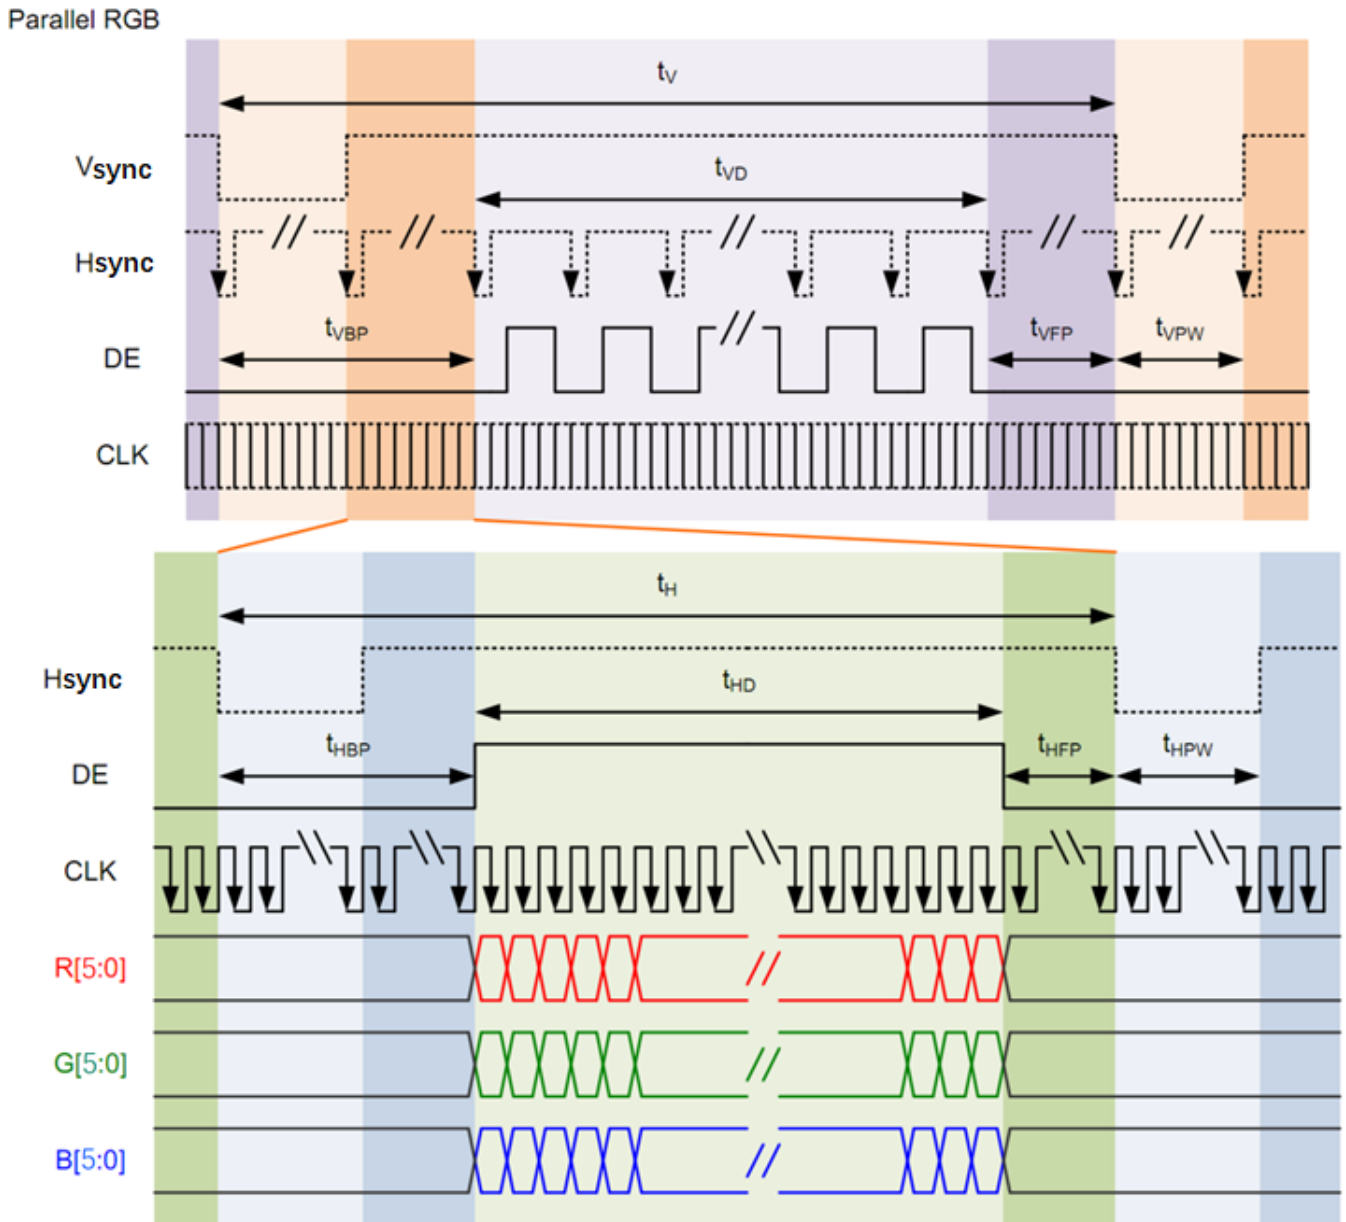 Parallel RGB
tV
Vsync
tVD
Hsync
tVBP
tVFP
tVPW
DE
CLK
tH
Hsync
tHD
tHBP
tHFP
tHPW
DE
CLK
R[5:0]
G[5:0]
B[5:0]